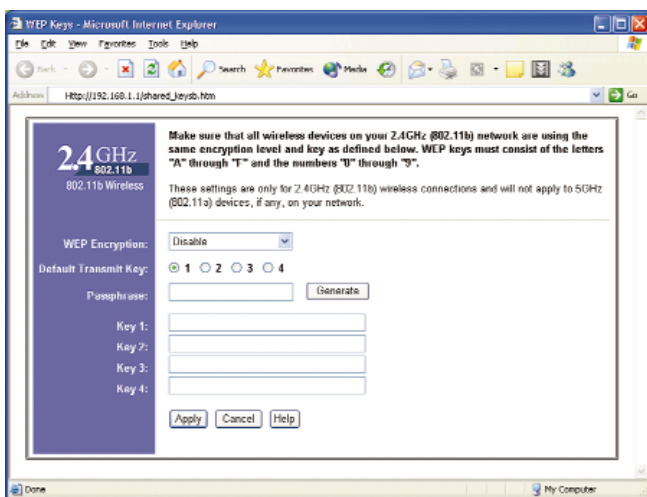 WEP Keys - Microsoft Internet Explorer
File Edit View Favorites Tools Help
Back Search Favorites Media
Address Http://192.168.1.1/shared_keysb.htm Go
2.4GHz
802.11b
802.11b Wireless
Make sure that all wireless devices on your 2.4GHz (802.11b) network are using the
same encryption level and key as defined below. WEP keys must consist of the letters
"A" through "F" and the numbers "0" through "9".
These settings are only for 2.4GHz (802.11b) wireless connections and will not apply to 5GHz
(802.11a) devices, if any, on your network.
WEP Encryption: Disable
Default Transmit Key: 1 2 3 4
Passphrase: Generate
Key 1:
Key 2:
Key 3:
Key 4:
Apply Cancel Help
Done My Computer